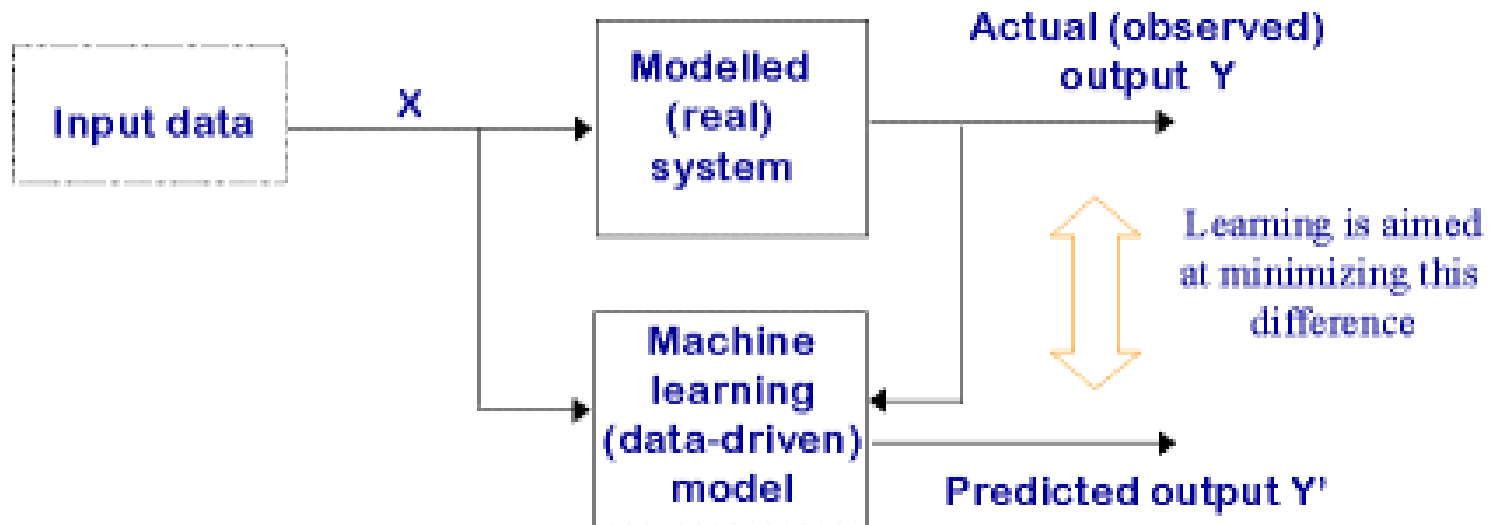 Input data
X
Modelled
(real)
system
Actual (observed)
output Y
Learning is aimed
at minimizing this
difference
Machine
learning
(data-driven)
model
Predicted output Y'